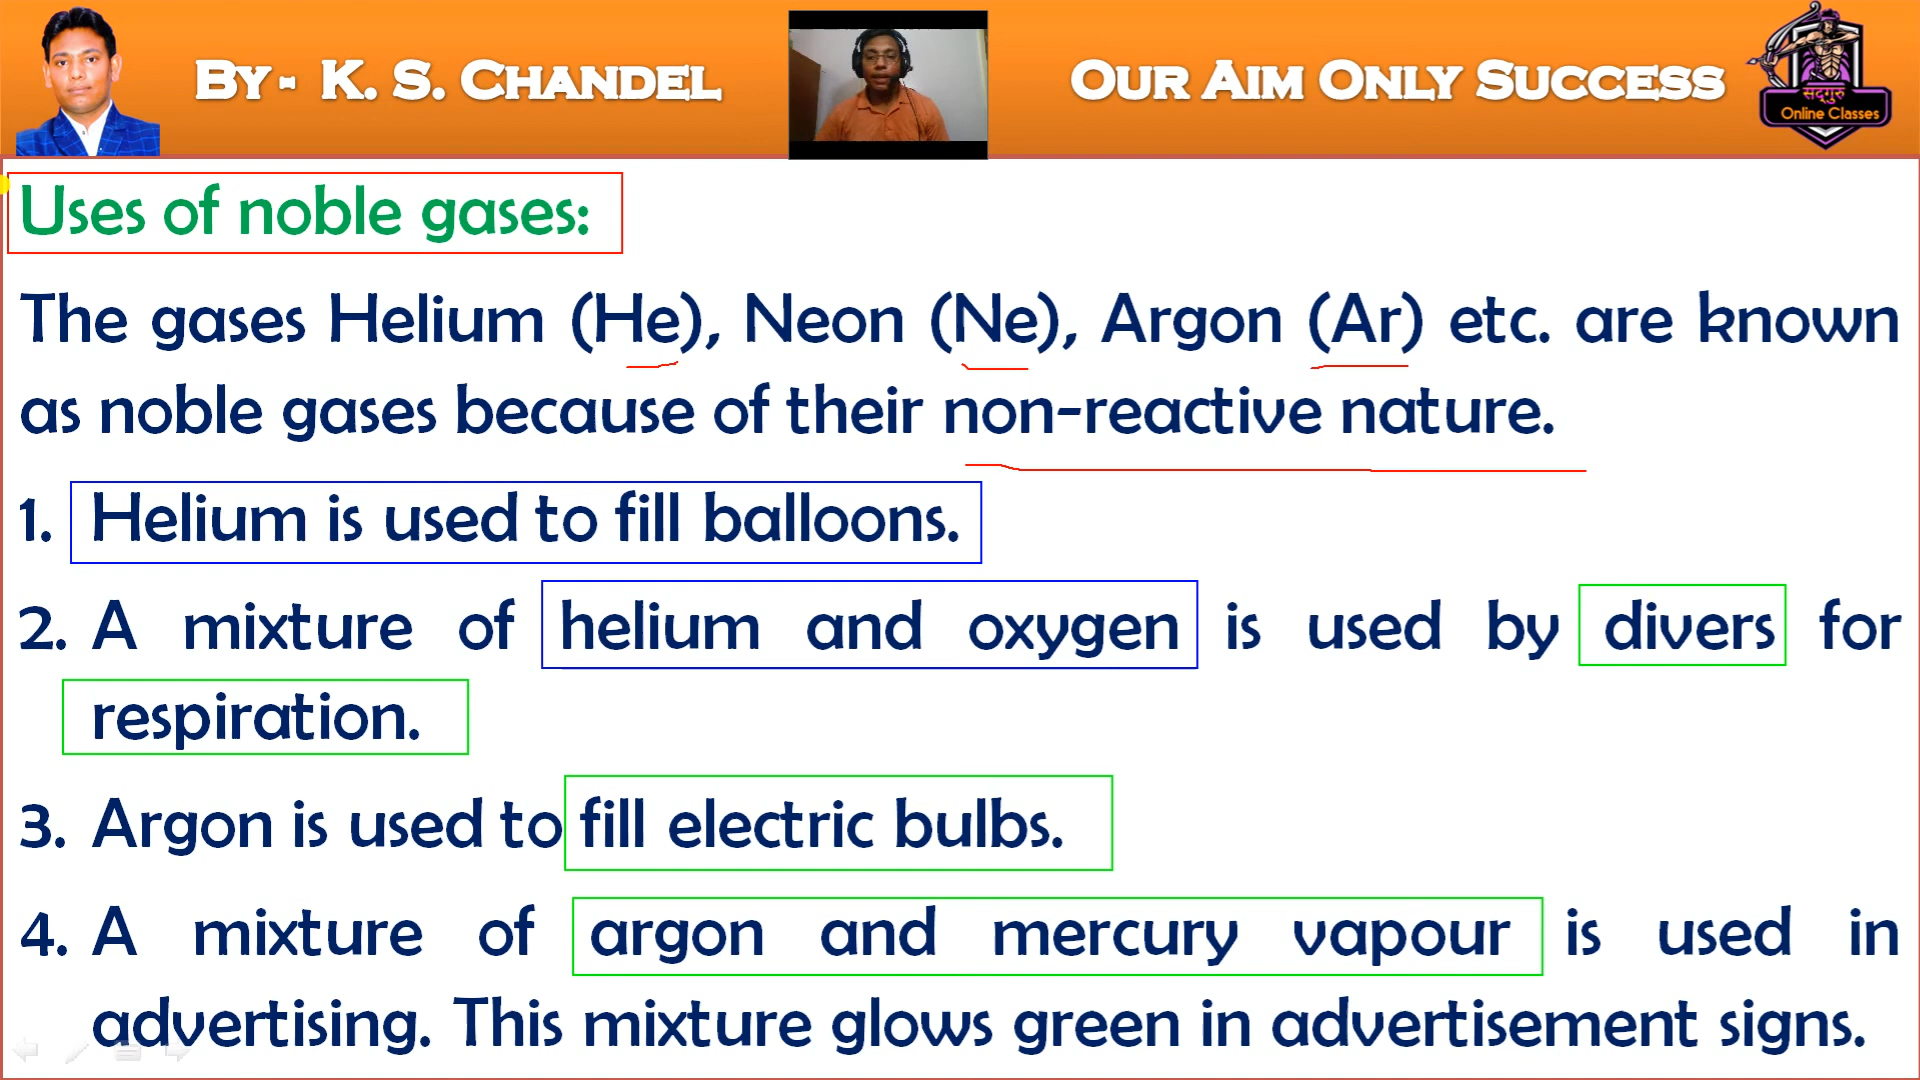 BY - K. S. CHANDEL
OUR AIM ONLY SUCCESS
सद्गुरु
Online Classes
Uses of noble gases:
The gases Helium (He), Neon (Ne), Argon (Ar) etc. are known
as noble gases because of their non-reactive nature.
1. Helium is used to fill balloons.
2. A mixture of helium and oxygen is used by divers for
respiration.
3. Argon is used to fill electric bulbs.
4. A mixture of argon and mercury vapour is used in
advertising. This mixture glows green in advertisement signs.